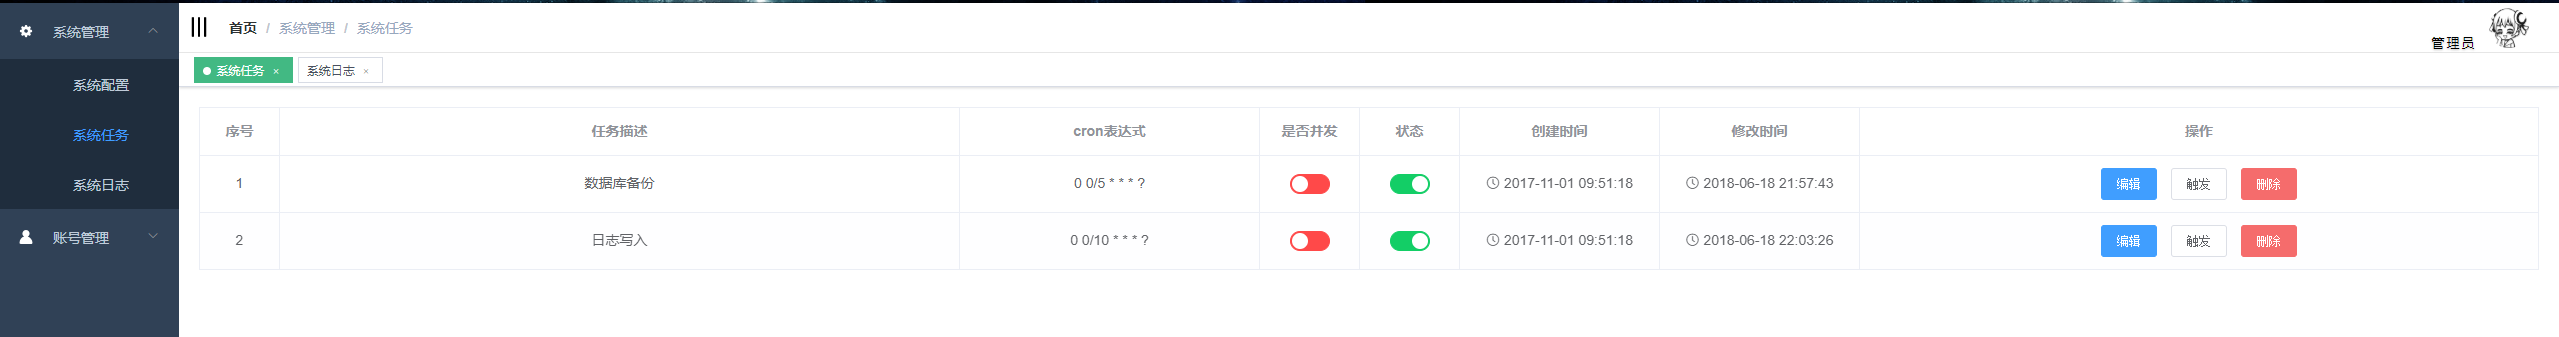 系统管理
系统配置
系统任务
系统日志
账号管理
首页 / 系统管理 / 系统任务
管理员
系统任务 × 系统日志 ×
序号 任务描述 cron表达式 是否并发 状态 创建时间 修改时间 操作
1 数据库备份 0 0/5 * * * ? 2017-11-01 09:51:18 2018-06-18 21:57:43 编辑 触发 删除
2 日志写入 0 0/10 * * * ? 2017-11-01 09:51:18 2018-06-18 22:03:26 编辑 触发 删除